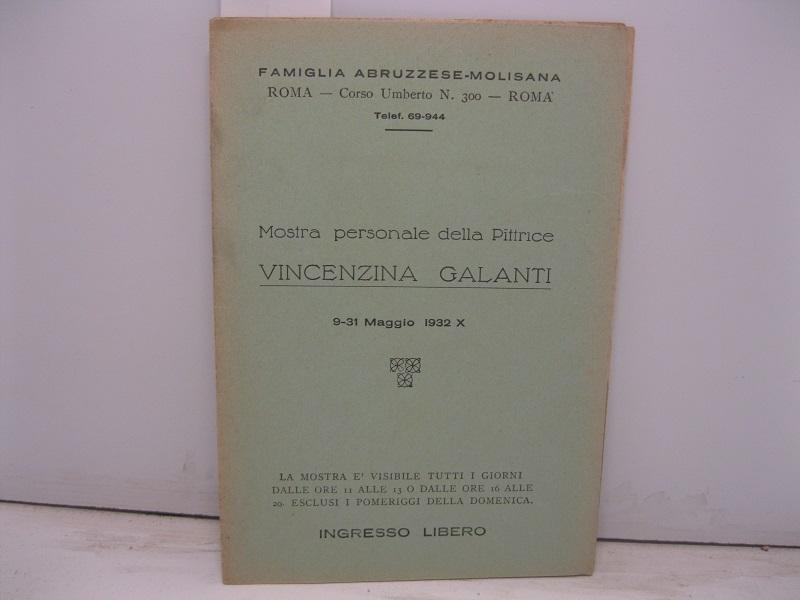 FAMIGLIA ABRUZZESE-MOLISANA
ROMA — Corso Umberto N. 300 — ROMA
Telef. 69-944
Mostra personale della Pittrice
VINCENZINA GALANTI
9-31 Maggio 1932 X
LA MOSTRA E' VISIBILE TUTTI I GIORNI
DALLE ORE 11 ALLE 13 O DALLE ORE 16 ALLE
20. ESCLUSI I POMERIGGI DELLA DOMENICA.
INGRESSO LIBERO